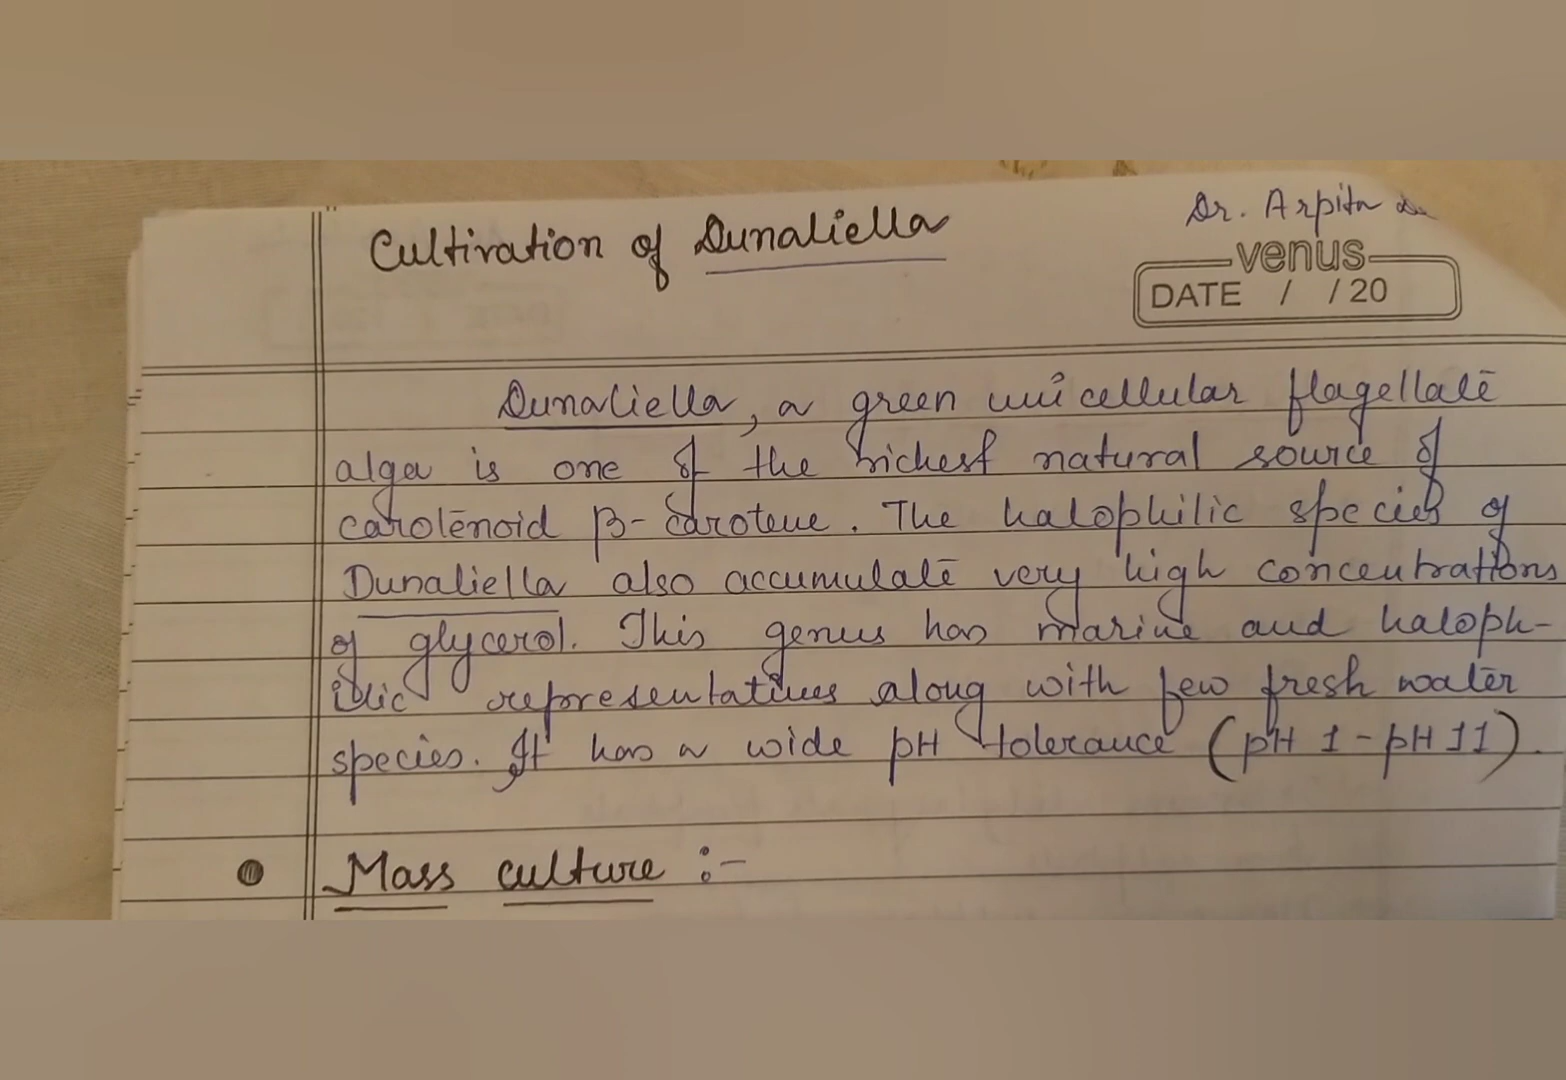 Dr. Arpita
Cultivation of Dunaliella
venus
DATE / / 20
Dunaliella, a green unicellular flagellate
alga is one of the richest natural source of
carotenoid β-carotene. The halophilic species of
Dunaliella also accumulate very high concentrations
of glycerol. This genus has marine and haloph-
ilic representatives along with few fresh water
species. It has a wide pH tolerance (pH 1 - pH 11).
Mass culture :-